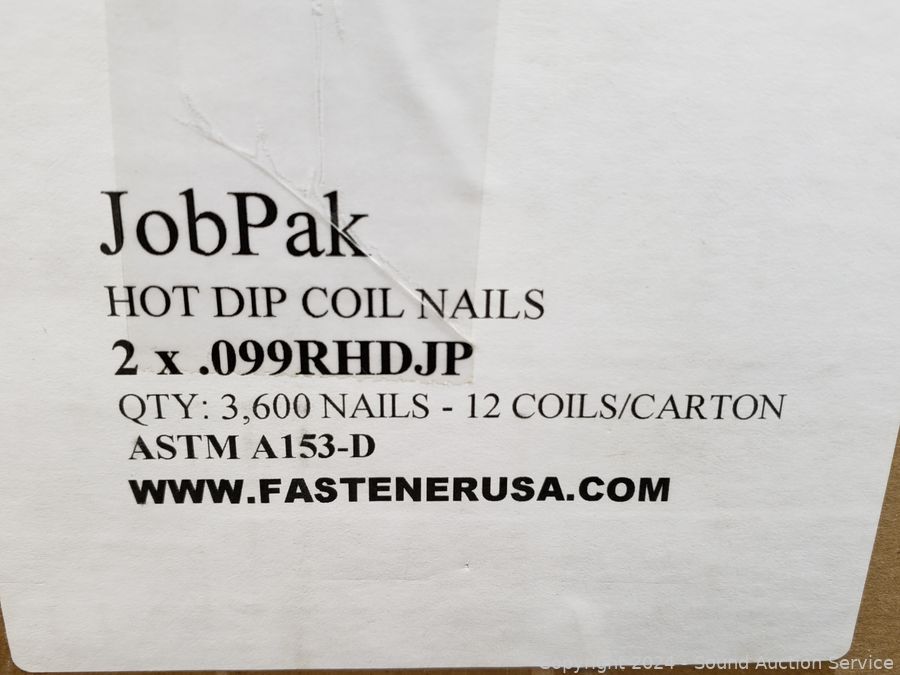 JobPak
HOT DIP COIL NAILS
2 x .099RHDJP
QTY: 3,600 NAILS - 12 COILS/CARTON
ASTM A153-D
WWW.FASTENERUSA.COM
Copyright 2024 - Sound Auction Service